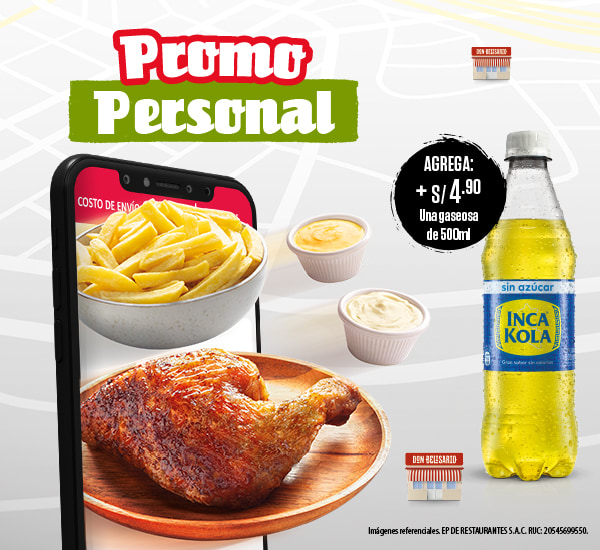 Promo
Personal
DON BELISARIO
AGREGA:
+ S/4.90
Una gaseosa
de 500ml
COSTO DE ENVÍO
sin azúcar
INCA
KOLA
DON BELISARIO
Imágenes referenciales. EP DE RESTAURANTES S.A.C. RUC: 20545699550.